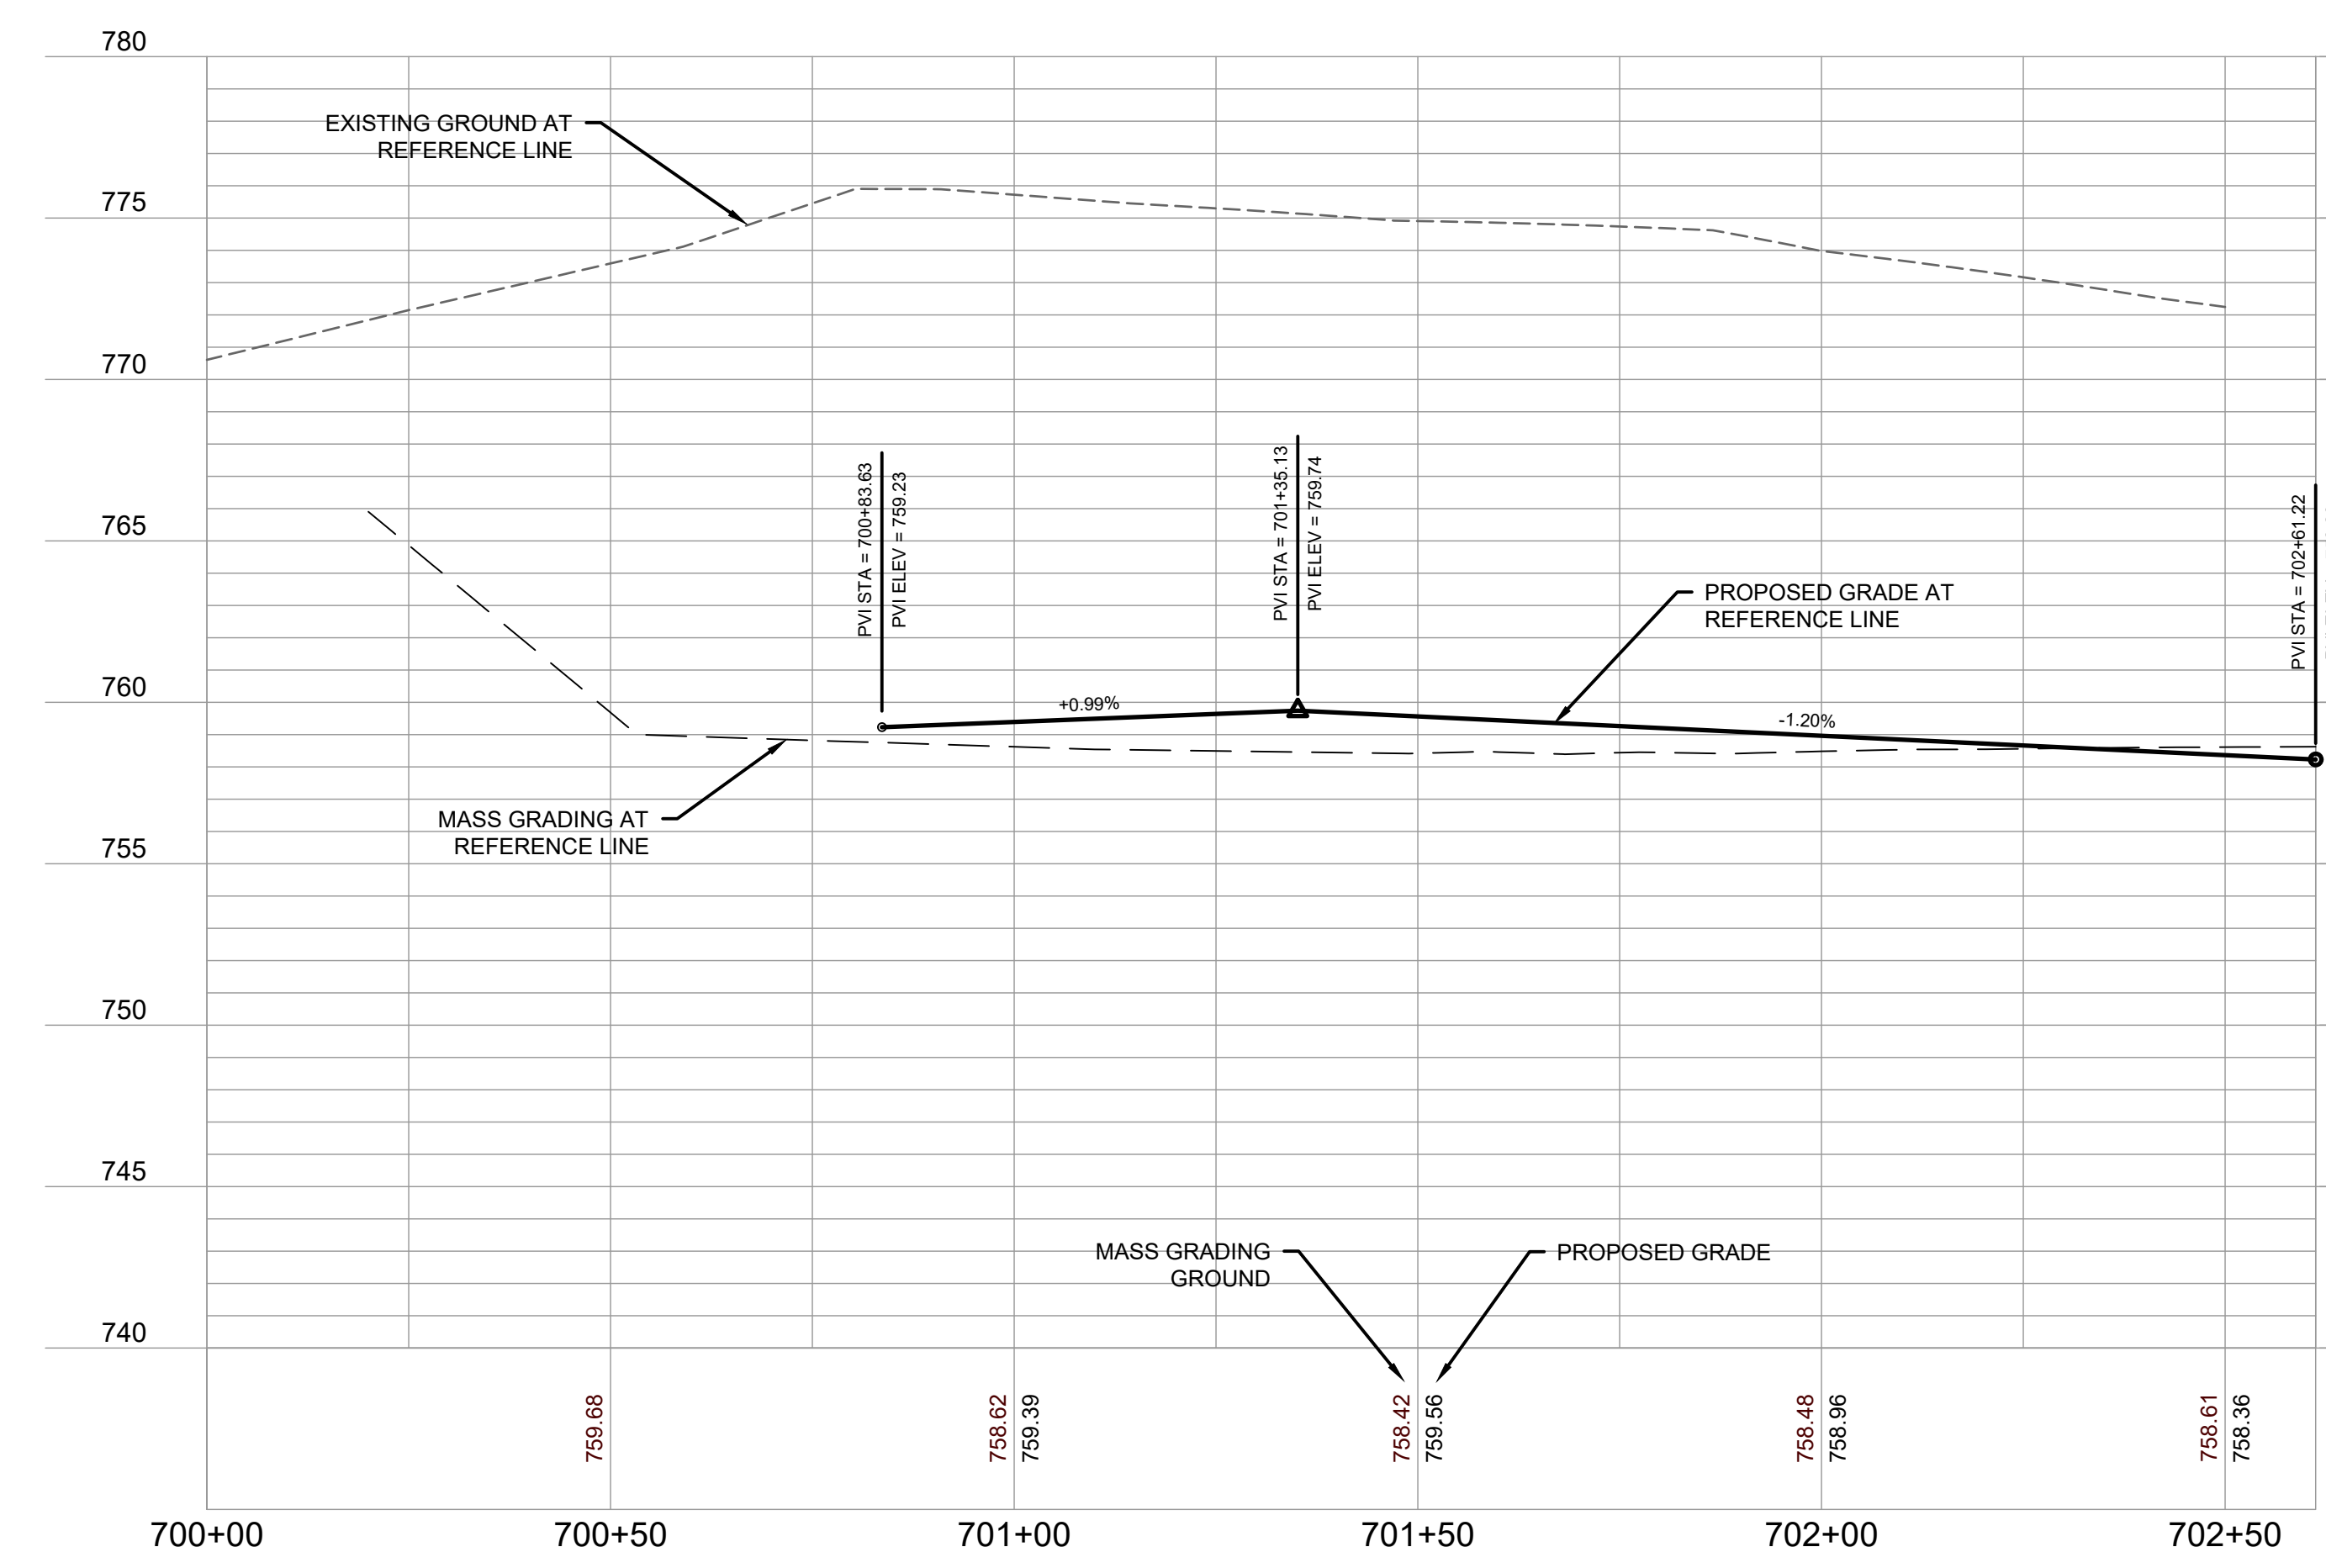 780
EXISTING GROUND AT
REFERENCE LINE
775
770
765
PVI STA = 700+83.63
PVI ELEV = 759.23
PVI STA = 701+35.13
PVI ELEV = 759.74
PROPOSED GRADE AT
REFERENCE LINE
PVI STA = 702+61.22
760
+0.99%
-1.20%
MASS GRADING AT
REFERENCE LINE
755
750
745
MASS GRADING
GROUND
PROPOSED GRADE
740
759.68
758.62
759.39
758.42
759.56
758.48
758.96
758.61
758.36
700+00
700+50
701+00
701+50
702+00
702+50